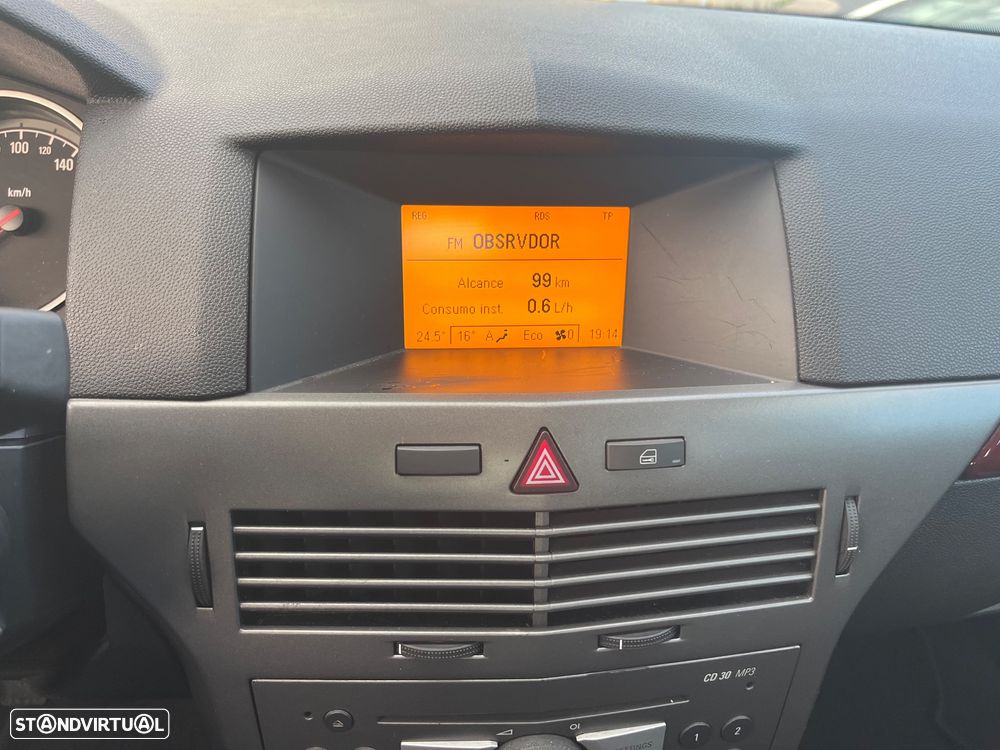 100 120
140
km/h
REG RDS TP
FM OBSRVDOR
Alcance 99 km
Consumo inst. 0.6 L/h
24.5° 16° A Eco 0 19:14
CD 30 MP3
1 2
STANDVIRTUAL